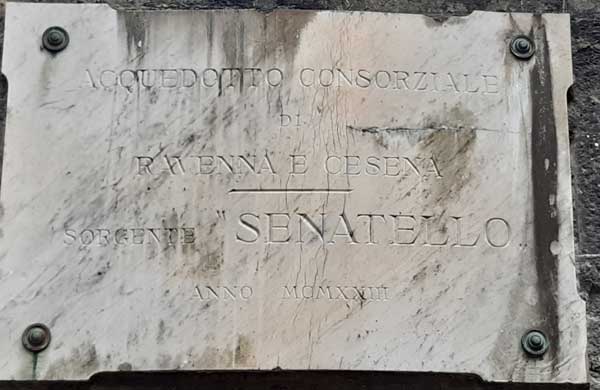 ACQUEDOTTO CONSORZIALE
DI
RAVENNA E CESENA
SORGENTE "SENATELLO„
ANNO MCMXXIII